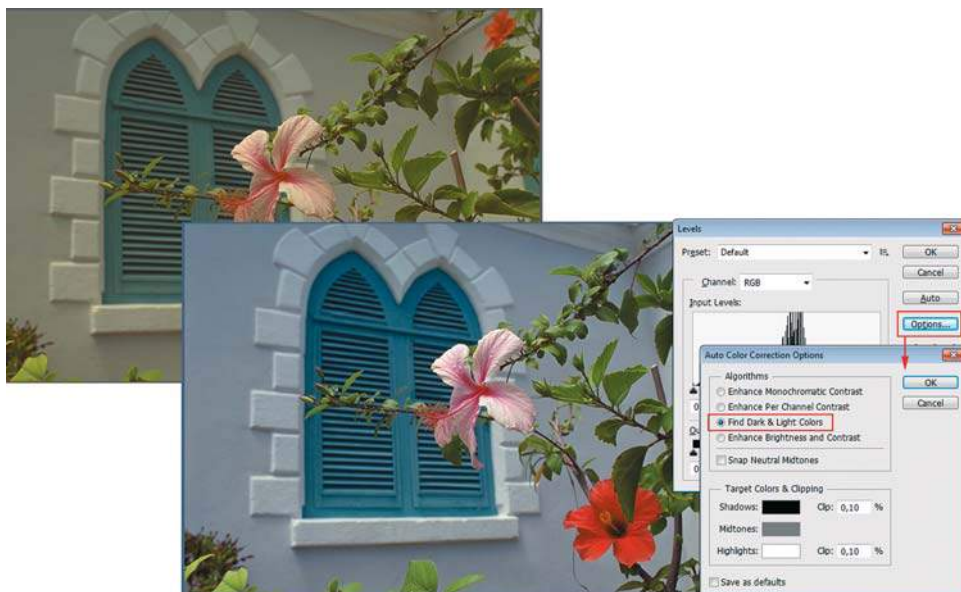 Levels
Preset: Default
OK
Cancel
Channel: RGB
Auto
Input Levels:
Options...
Auto Color Correction Options
Algorithms
OK
Enhance Monochromatic Contrast
Cancel
Enhance Per Channel Contrast
Find Dark & Light Colors
Enhance Brightness and Contrast
Snap Neutral Midtones
Target Colors & Clipping
Shadows: Clip: 0,10 %
Midtones:
Highlights: Clip: 0,10 %
Save as defaults